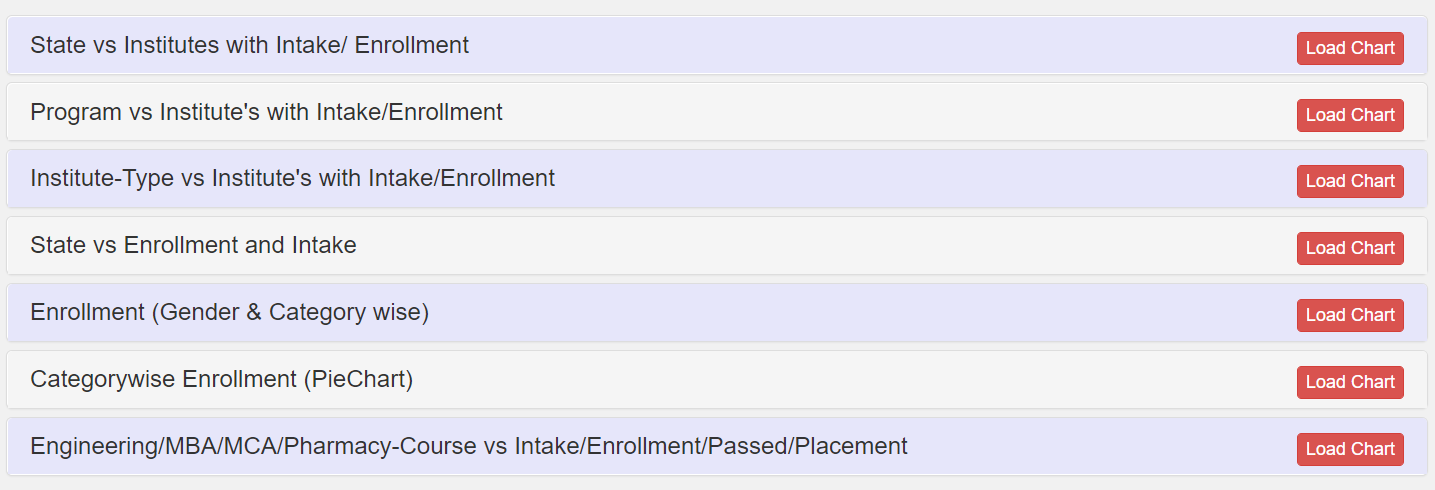 State vs Institutes with Intake/ Enrollment
Load Chart
Program vs Institute's with Intake/Enrollment
Load Chart
Institute-Type vs Institute's with Intake/Enrollment
Load Chart
State vs Enrollment and Intake
Load Chart
Enrollment (Gender & Category wise)
Load Chart
Categorywise Enrollment (PieChart)
Load Chart
Engineering/MBA/MCA/Pharmacy-Course vs Intake/Enrollment/Passed/Placement
Load Chart